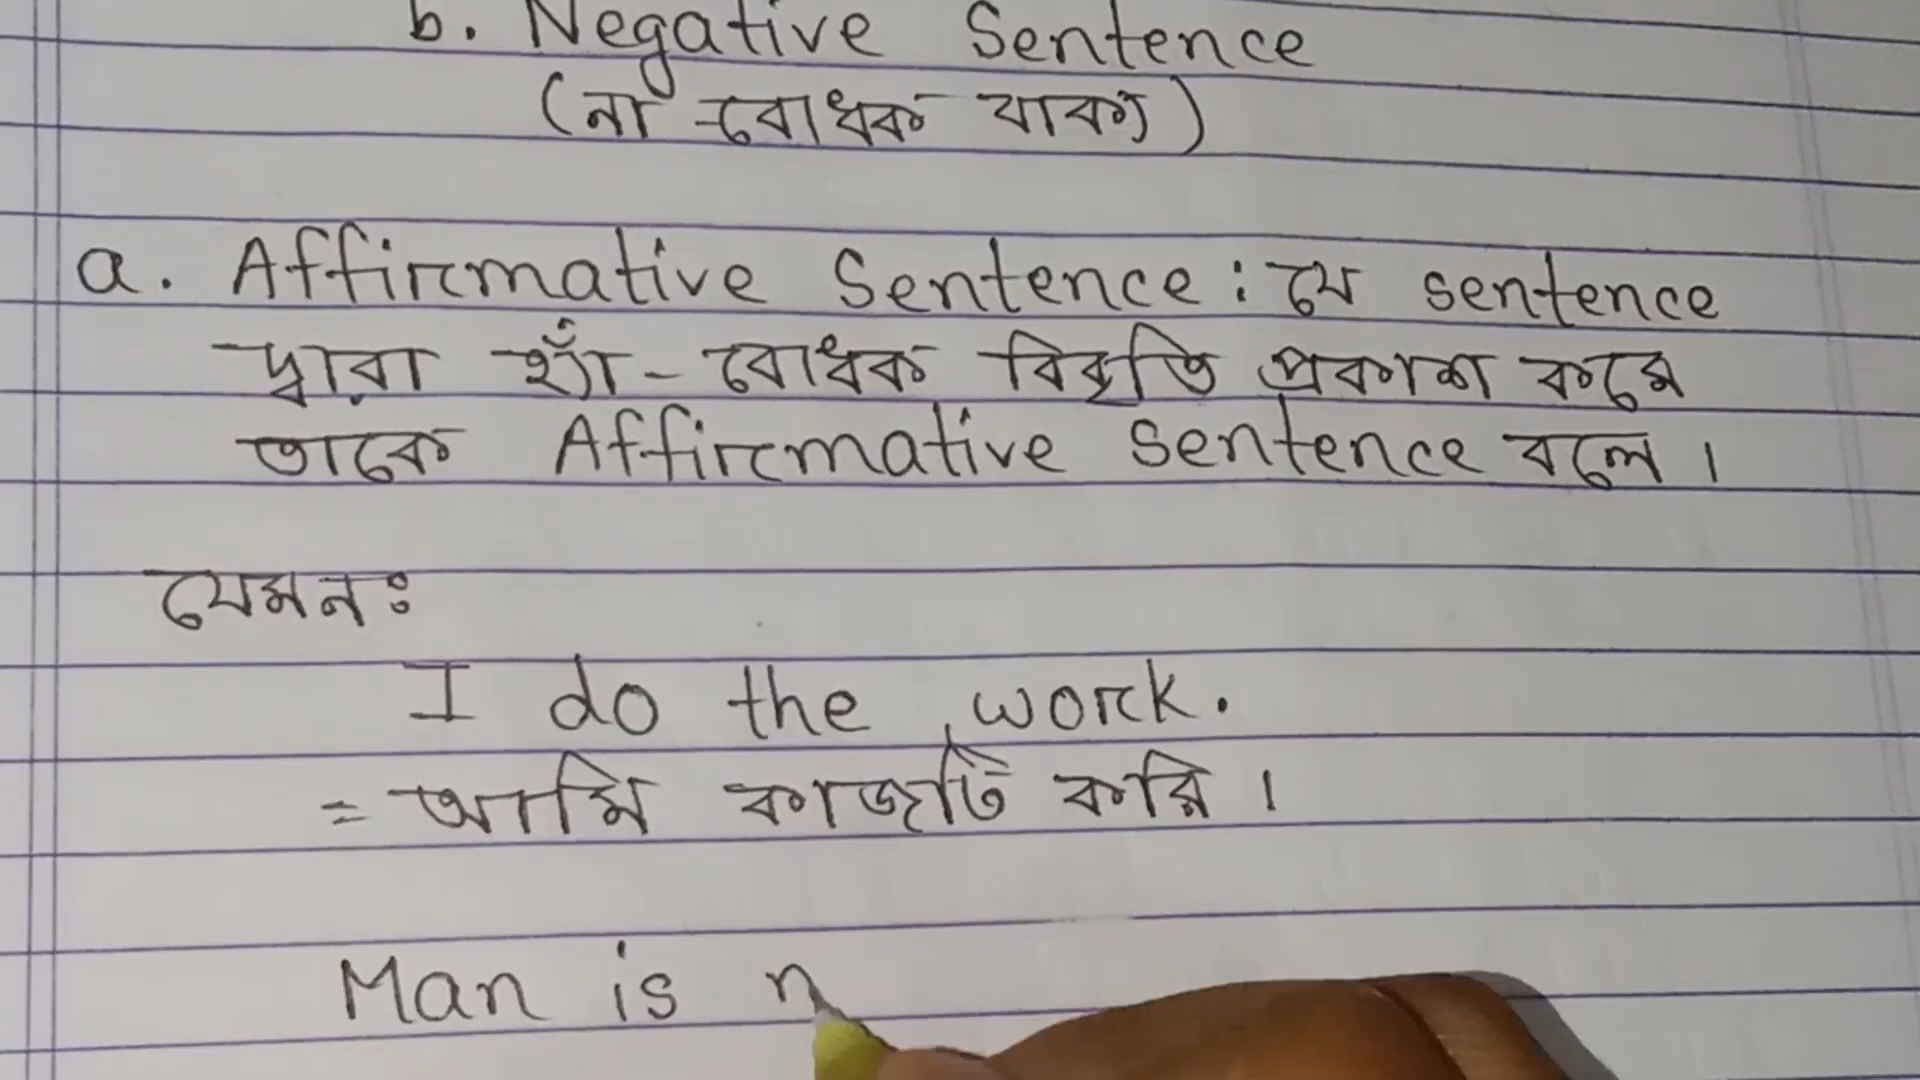 b. Negative Sentence
(না -বোধক বাক্য)
a. Affirmative Sentence : যে sentence
দ্বারা হ্যাঁ - বোধক বিবৃতি প্রকাশ করে
তাকে Affirmative sentence বলে।
যেমনঃ
I do the work.
= আমি কাজটি করি।
Man is